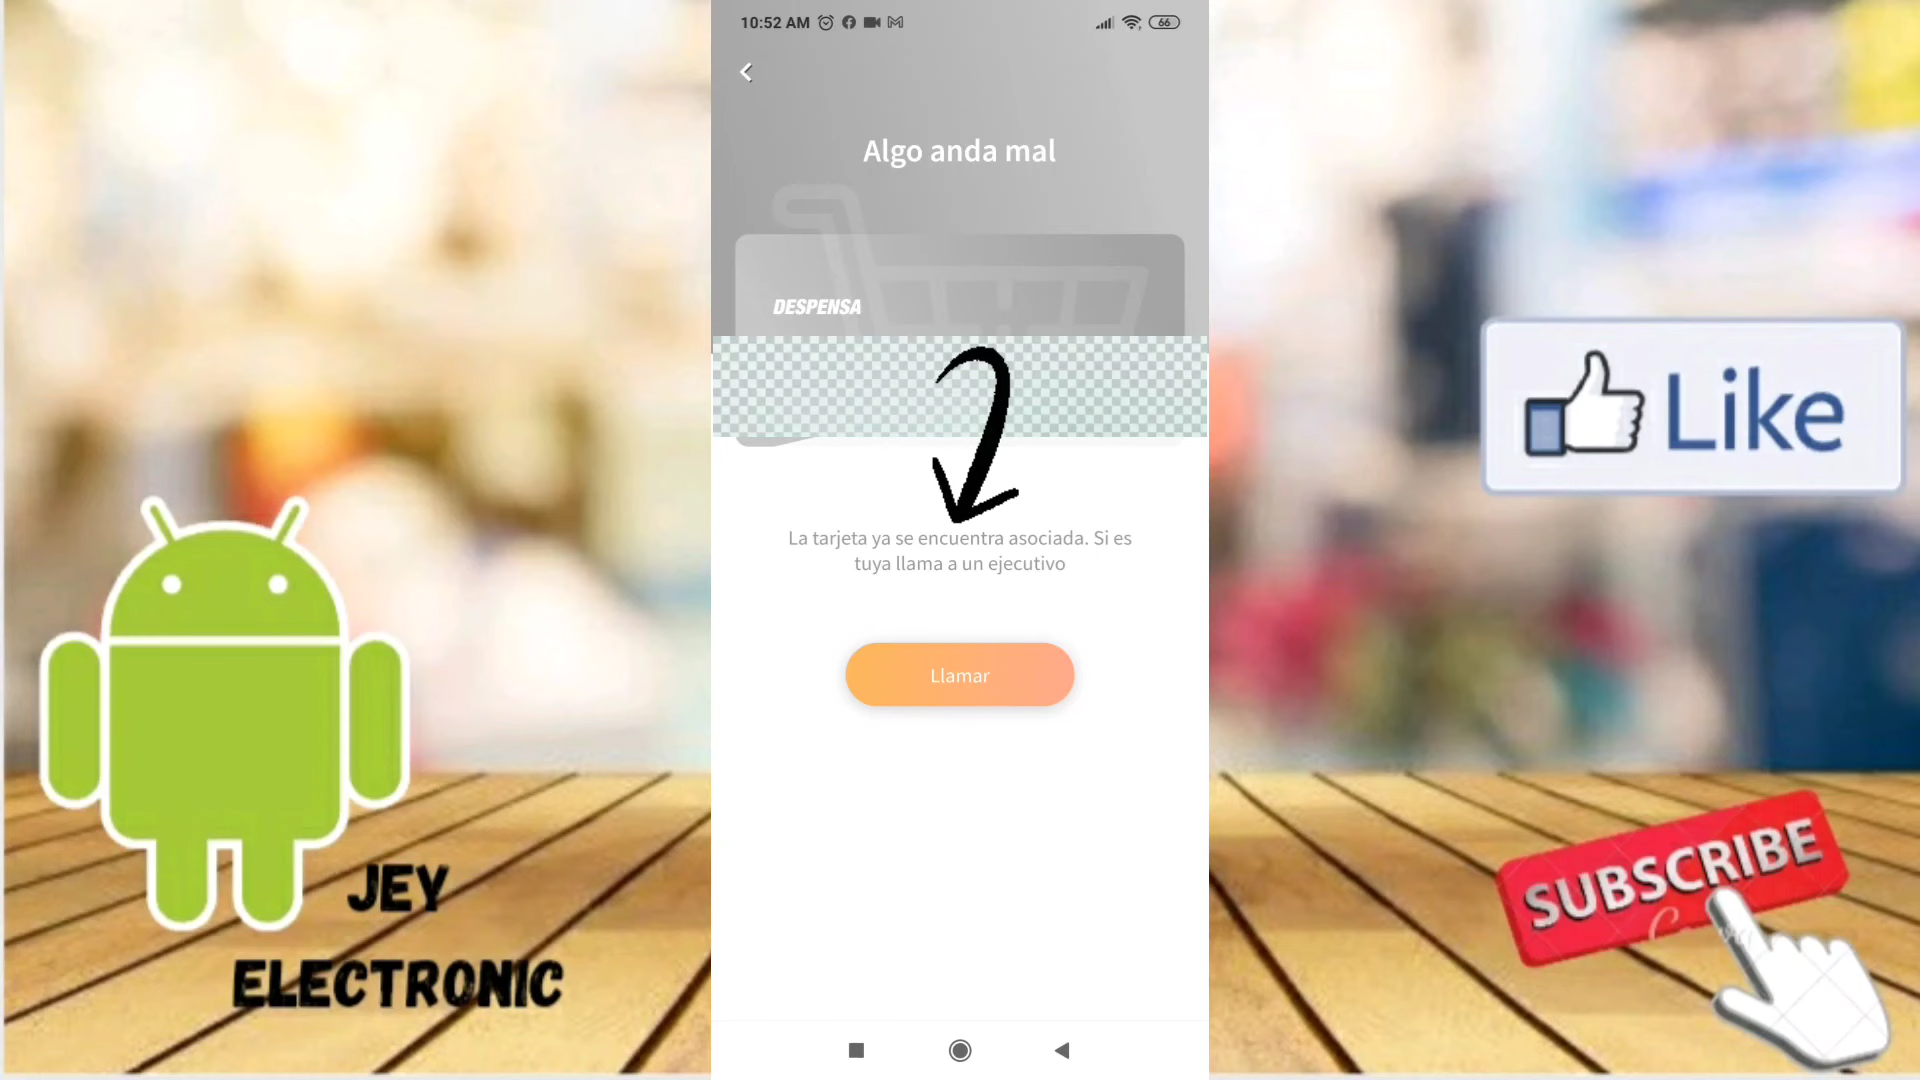 10:52 AM
66
Algo anda mal
DESPENSA
La tarjeta ya se encuentra asociada. Si es
tuya llama a un ejecutivo
Llamar
JEY
ELECTRONIC
Like
SUBSCRIBE